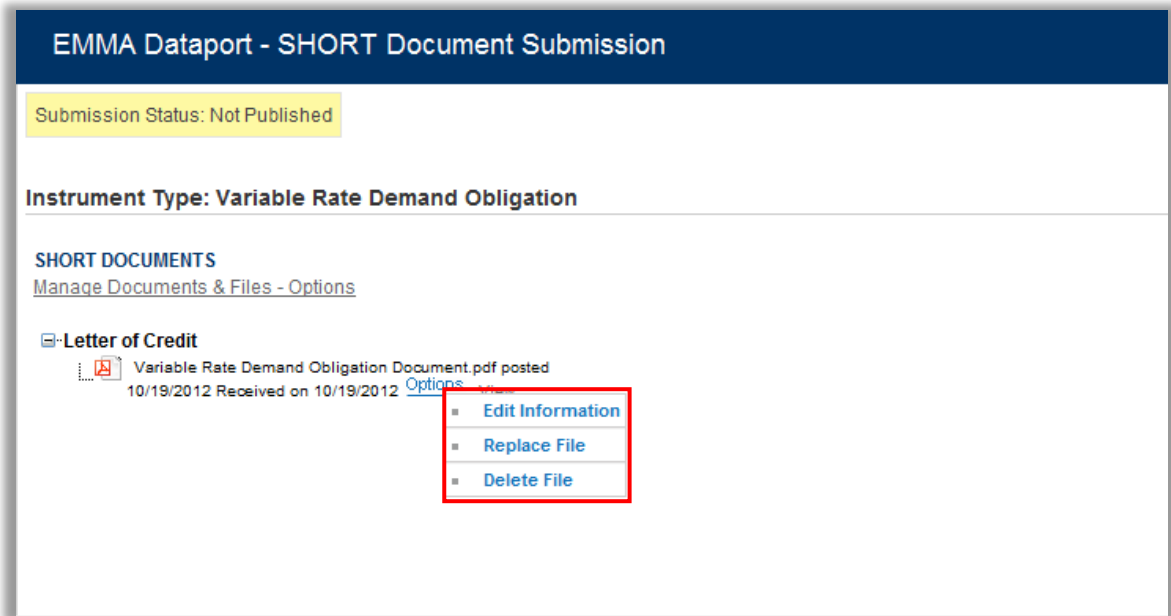 EMMA Dataport - SHORT Document Submission
Submission Status: Not Published
Instrument Type: Variable Rate Demand Obligation
SHORT DOCUMENTS
Manage Documents & Files - Options
Letter of Credit
Variable Rate Demand Obligation Document.pdf posted
10/19/2012 Received on 10/19/2012 Options
Edit Information
Replace File
Delete File